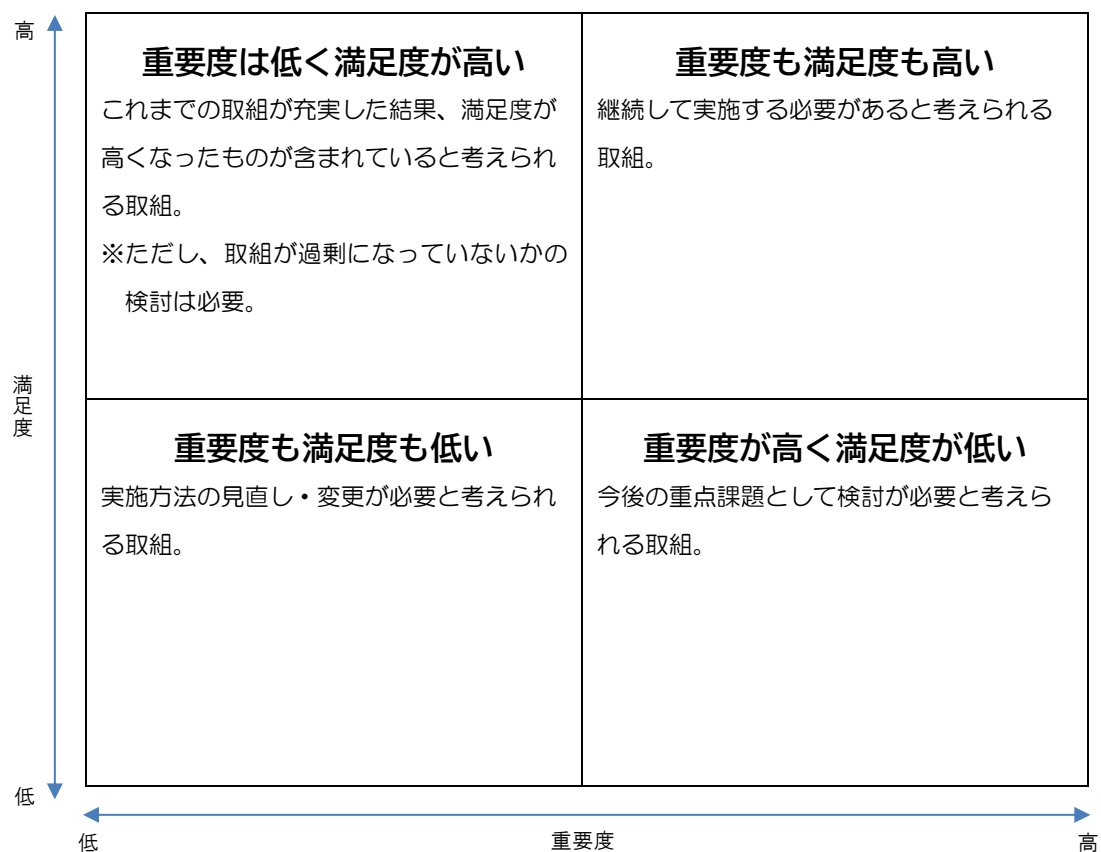 高
重要度は低く満足度が高い
これまでの取組が充実した結果、満足度が
高くなったものが含まれていると考えられ
る取組。
※ただし、取組が過剰になっていないかの
検討は必要。
重要度も満足度も高い
継続して実施する必要があると考えられる
取組。
満足度
重要度も満足度も低い
実施方法の見直し・変更が必要と考えられ
る取組。
重要度が高く満足度が低い
今後の重点課題として検討が必要と考えら
れる取組。
低
低
重要度
高